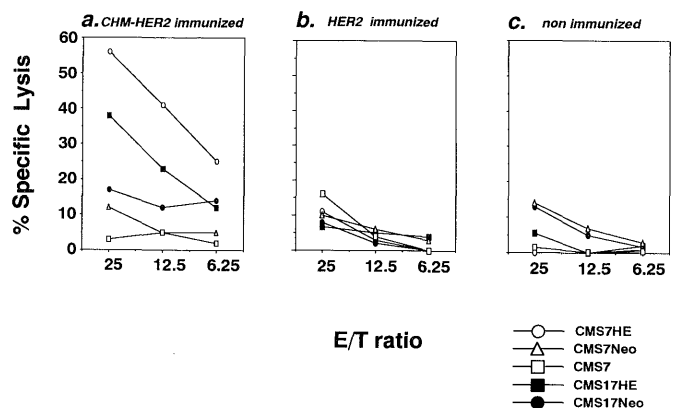 a. CHM-HER2 immunized
b. HER2 immunized
c. non immunized
% Specific Lysis
60
50
40
30
20
10
0
25 12.5 6.25
25 12.5 6.25
25 12.5 6.25
E/T ratio
CMS7HE
CMS7Neo
CMS7
CMS17HE
CMS17Neo